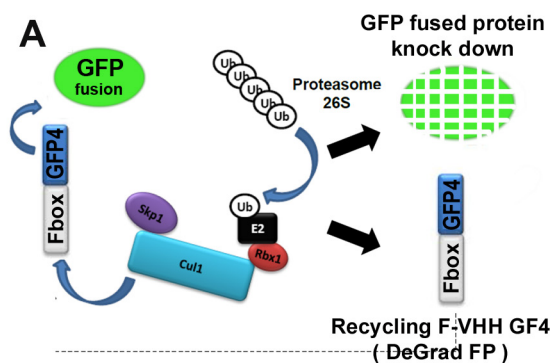 A
GFP fused protein
knock down
GFP
fusion
Ub
Ub
Ub
Ub
Ub
Proteasome
26S
GFP4
Fbox
Skp1
Cul1
Ub
E2
Rbx1
GFP4
Fbox
Recycling F-VHH GF4
( DeGrad FP )